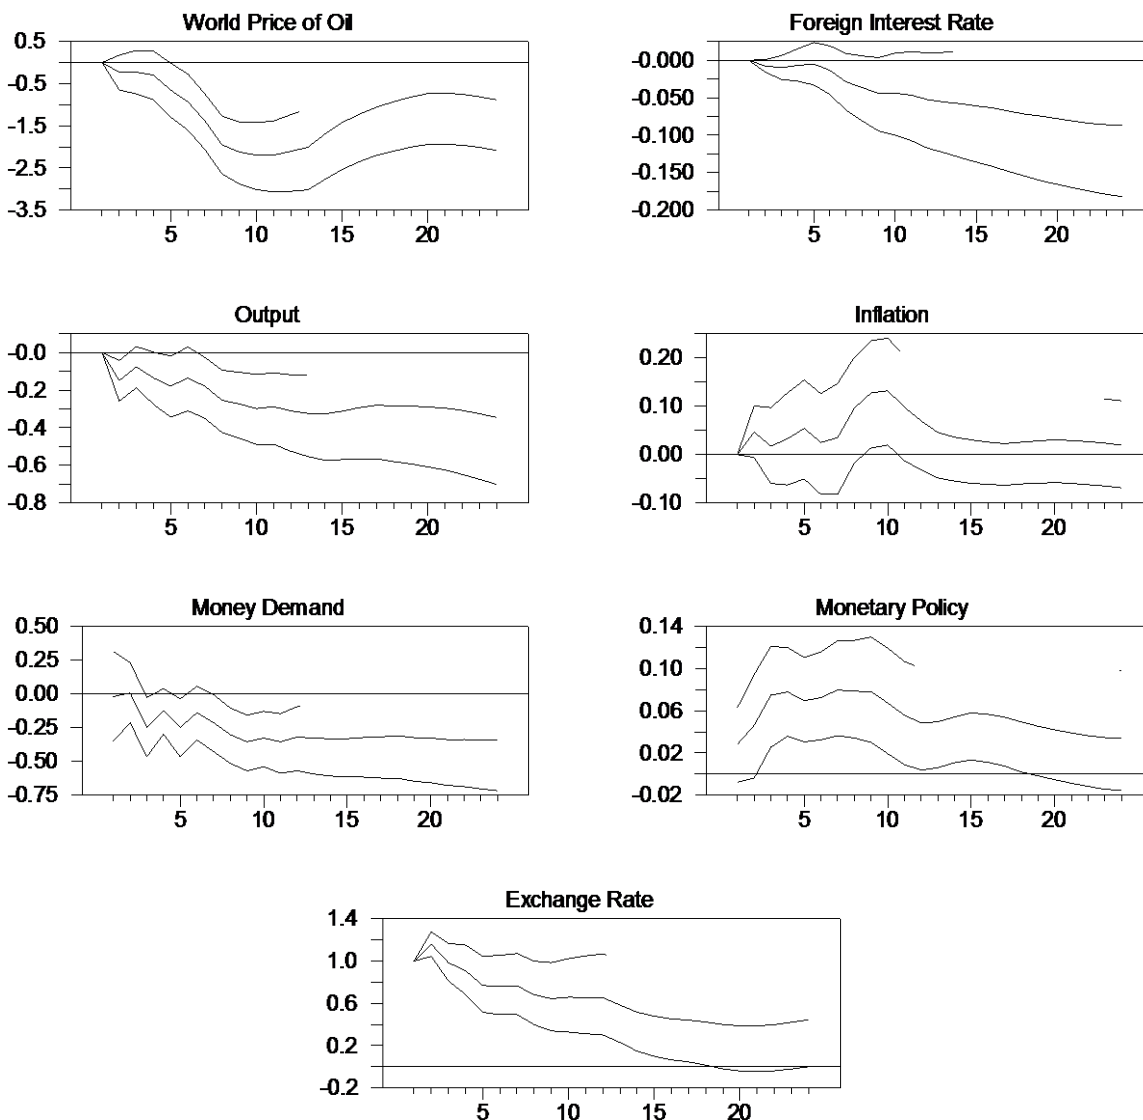 World Price of Oil
0.5
-0.5
-1.5
-2.5
-3.5
5 10 15 20
Foreign Interest Rate
-0.000
-0.050
-0.100
-0.150
-0.200
5 10 15 20
Output
-0.0
-0.2
-0.4
-0.6
-0.8
5 10 15 20
Inflation
0.20
0.10
0.00
-0.10
5 10 15 20
Money Demand
0.50
0.25
0.00
-0.25
-0.50
-0.75
5 10 15 20
Monetary Policy
0.14
0.10
0.06
0.02
-0.02
5 10 15 20
Exchange Rate
1.4
1.0
0.6
0.2
-0.2
5 10 15 20